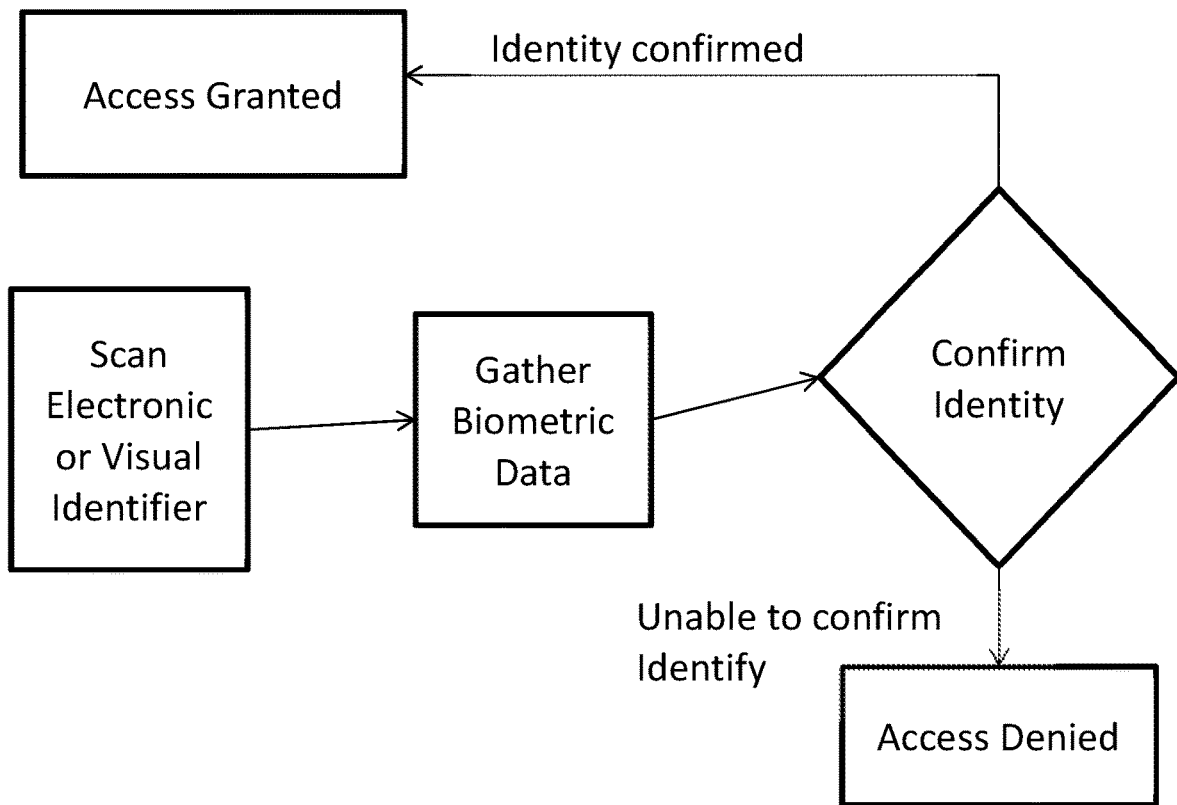 Identity confirmed
Access Granted
Scan
Electronic
or Visual
Identifier
Gather
Biometric
Data
Confirm
Identity
Unable to confirm
Identify
Access Denied